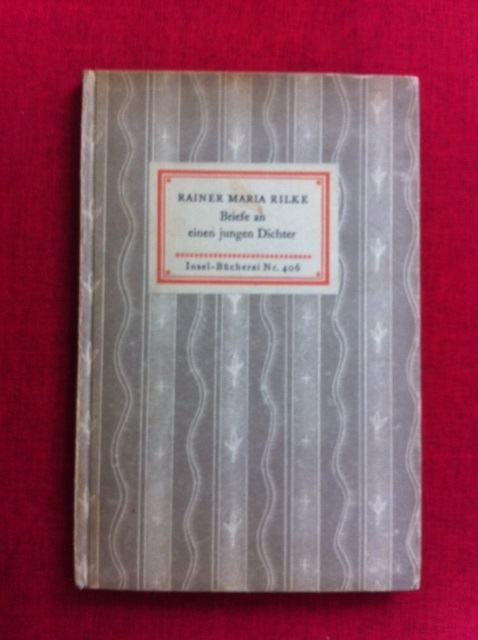 RAINER MARIA RILKE
Briefe an
einen jungen Dichter
Insel-Bücherei Nr. 406